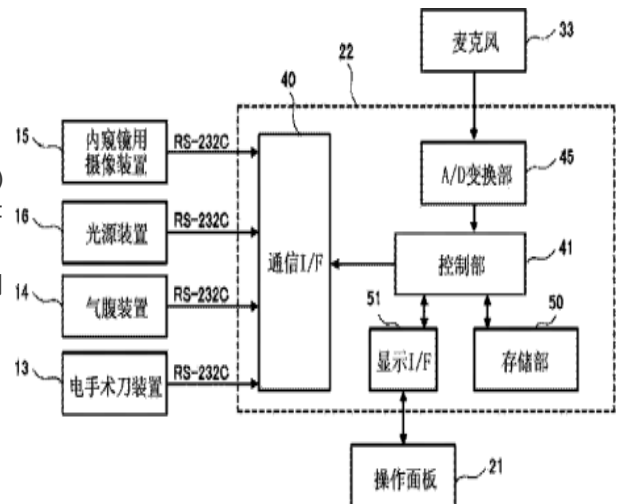 麦克风
33
22
40
15
内窥镜用
摄像装置
RS-232C
45
A/D变换部
16
光源装置
RS-232C
通信I/F
控制部
41
14
气腹装置
RS-232C
51
50
显示I/F
存储部
13
电手术刀装置
RS-232C
操作面板
21